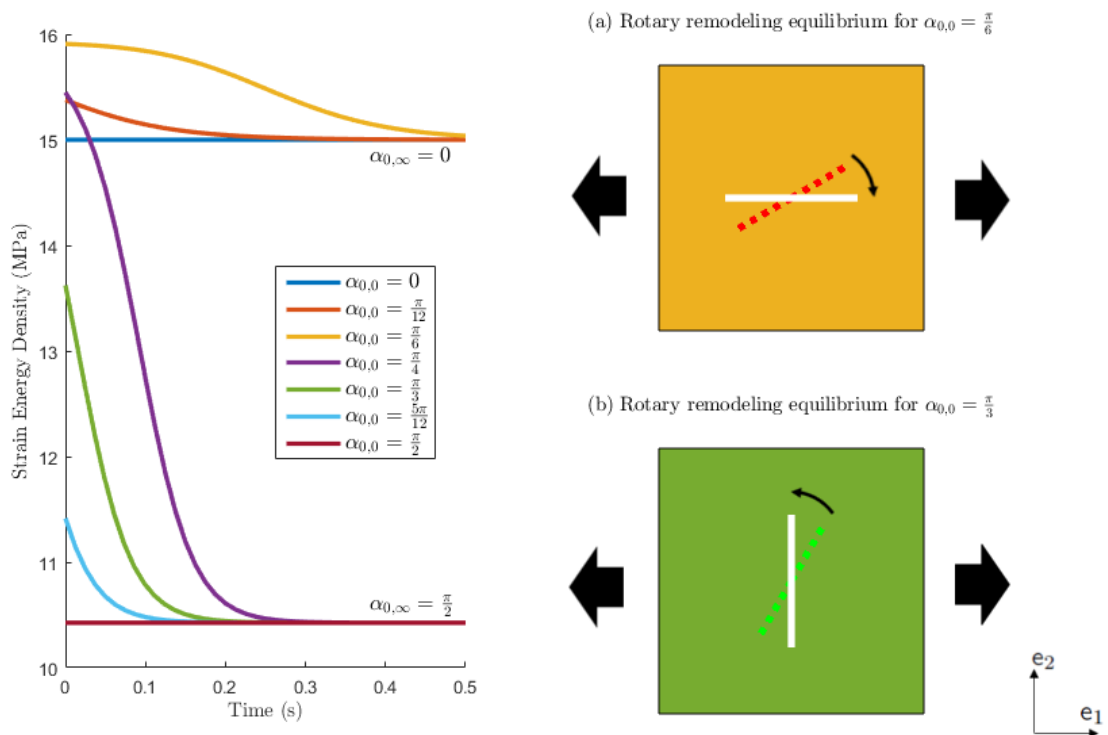 16
15
14
13
12
11
10
Strain Energy Density (MPa)
0
0.1
0.2
0.3
0.4
0.5
Time (s)
α₀,∞ = 0
α₀,₀ = 0
α₀,₀ = π/12
α₀,₀ = π/6
α₀,₀ = π/4
α₀,₀ = π/3
α₀,₀ = 5π/12
α₀,₀ = π/2
α₀,∞ = π/2
(a) Rotary remodeling equilibrium for α₀,₀ = π/6
(b) Rotary remodeling equilibrium for α₀,₀ = π/3
e₂
e₁